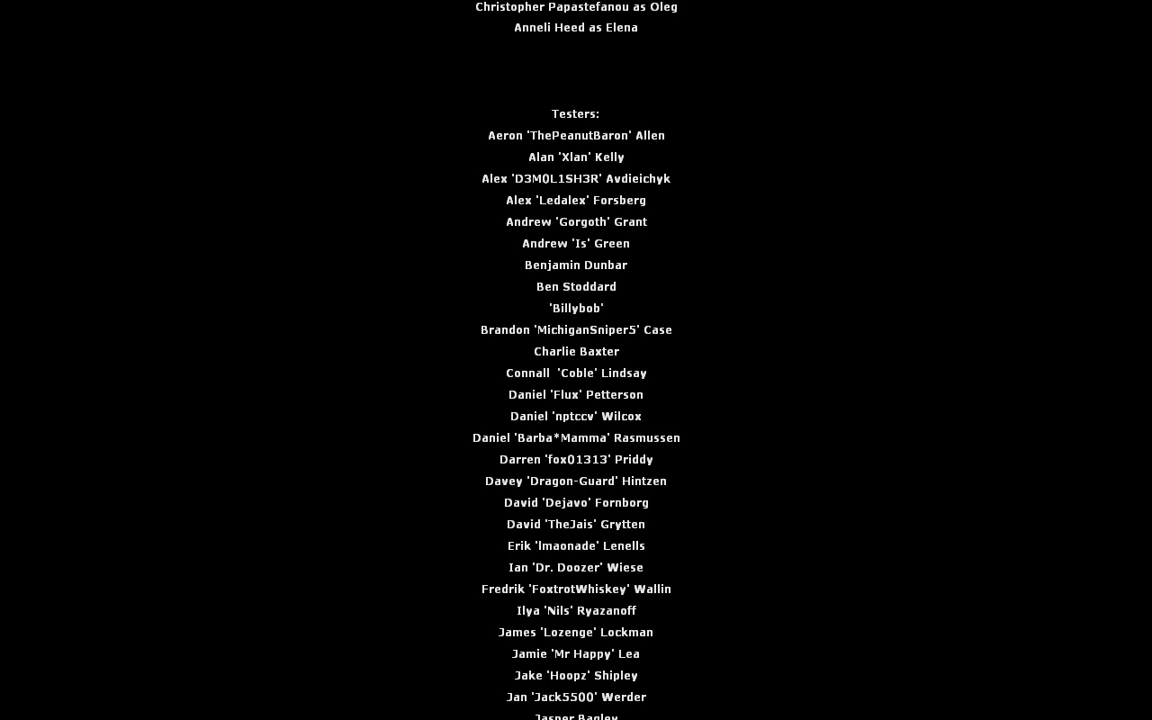 Christopher Papastefanou as Oleg
Anneli Heed as Elena
Testers:
Aeron 'ThePeanutBaron' Allen
Alan 'Xlan' Kelly
Alex 'D3M0L1SH3R' Avdieichyk
Alex 'Ledalex' Forsberg
Andrew 'Gorgoth' Grant
Andrew 'Is' Green
Benjamin Dunbar
Ben Stoddard
'Billybob'
Brandon 'MichiganSniper5' Case
Charlie Baxter
Connall  'Coble' Lindsay
Daniel 'Flux' Petterson
Daniel 'nptccv' Wilcox
Daniel 'Barba*Mamma' Rasmussen
Darren 'fox01313' Priddy
Davey 'Dragon-Guard' Hintzen
David 'Dejavo' Fornborg
David 'TheJais' Grytten
Erik 'lmaonade' Lenells
Ian 'Dr. Doozer' Wiese
Fredrik 'FoxtrotWhiskey' Wallin
Ilya 'Nils' Ryazanoff
James 'Lozenge' Lockman
Jamie 'Mr Happy' Lea
Jake 'Hoopz' Shipley
Jan 'Jack5500' Werder
Jasper Bagley